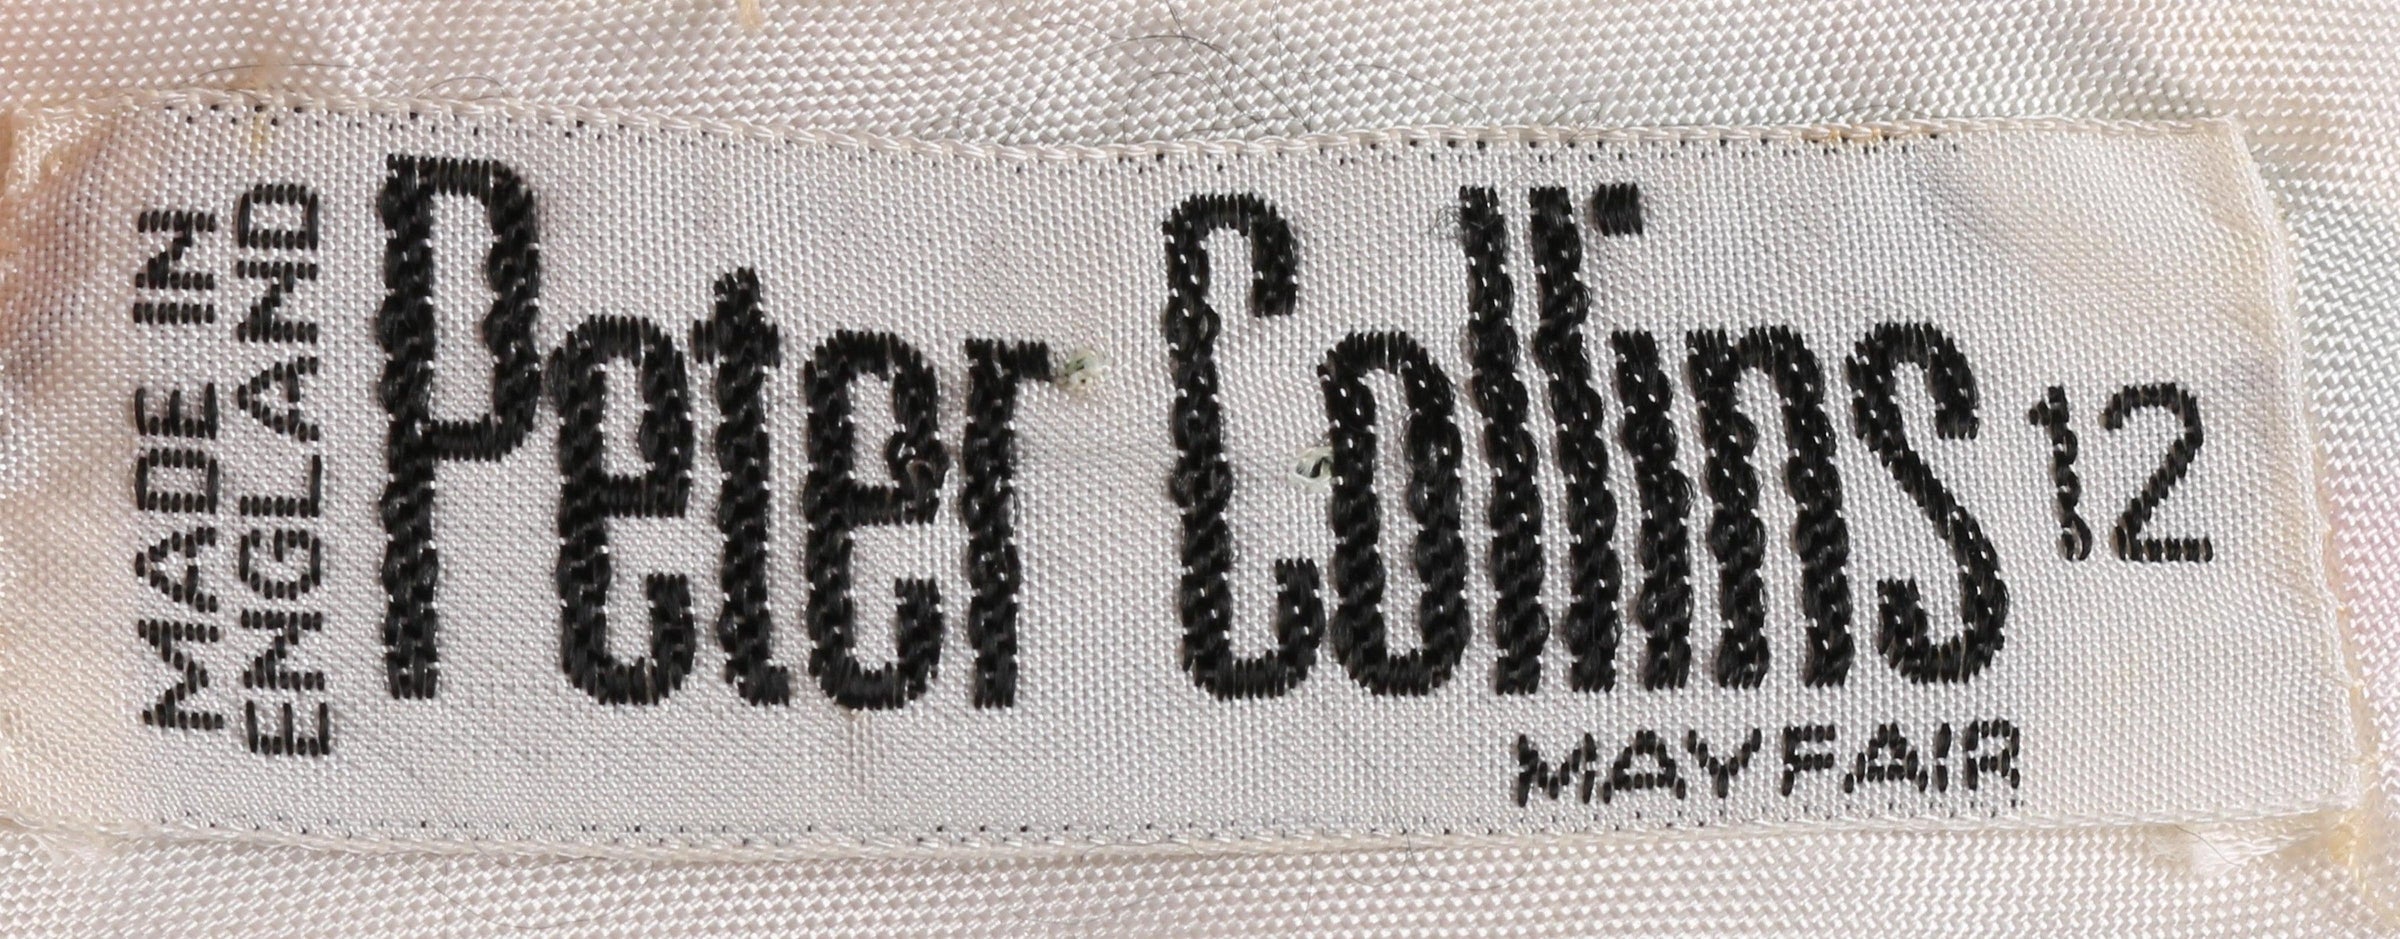 MADE IN
ENGLAND
Peter Collins 12
MAYFAIR